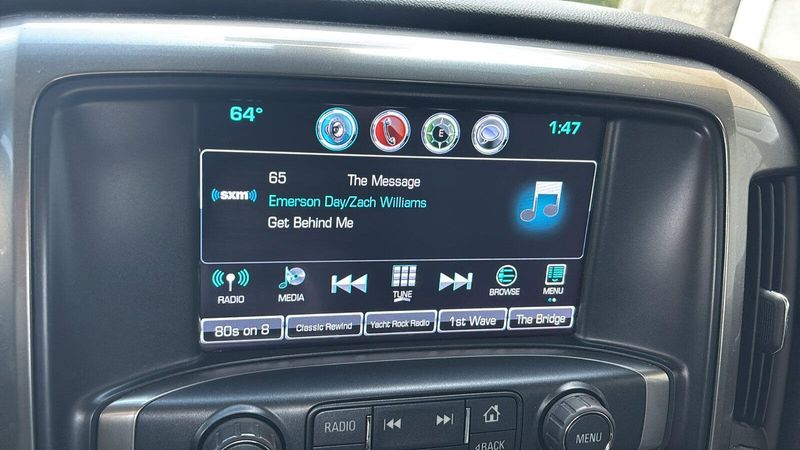 64° 1:47
E
65 The Message
((sxm))
Emerson Day/Zach Williams
Get Behind Me
RADIO MEDIA TUNE BROWSE MENU
80s on 8 Classic Rewind Yacht Rock Radio 1st Wave The Bridge
RADIO
BACK
MENU